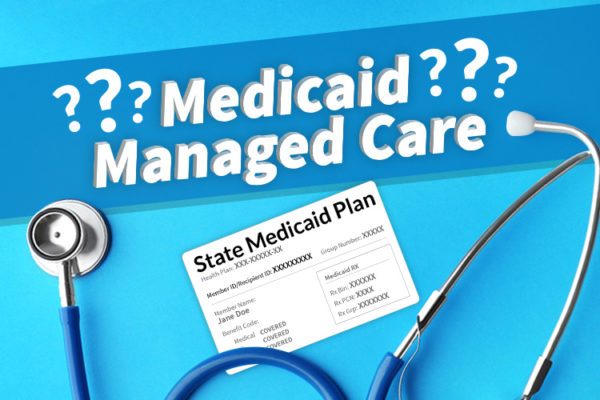 ??? Medicaid ???
Managed Care
State Medicaid Plan
Health Plan: XXX-XXXXX-XX
Group Number: XXXXX
Member ID/Recipient ID: XXXXXXXXX
Member Name:
Jane Doe
Benefit Code:
Medical COVERED
COVERED
COVERED
Medicaid RX
Rx Bin: XXXXX
Rx PCN: XXXX
Rx Grp: XXXXXXX